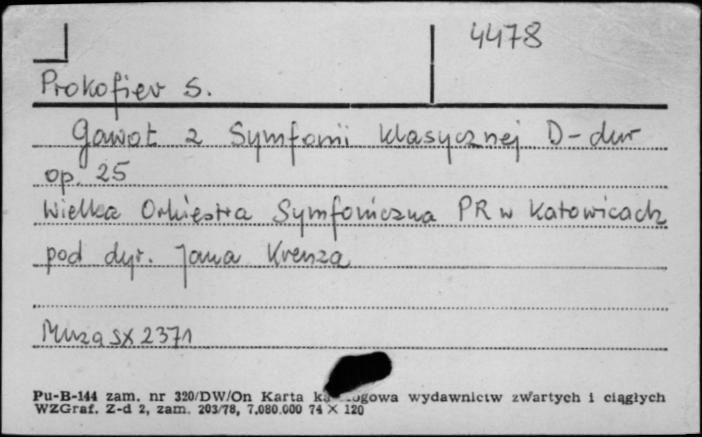 4478
Prokofiev S.
Gawot z Symfonii klasycznej D-dur
op. 25
Wielka Orkiestra Symfoniczna PR w Katowicach
pod dyr. Jana Krenza
Muza SX 2371
Pu-B-144 zam. nr 320/DW/On Karta wydawnictw zwartych i ciągłych
WZGraf. Z-d 2, zam. 203/78, 7.080.000 74 × 120